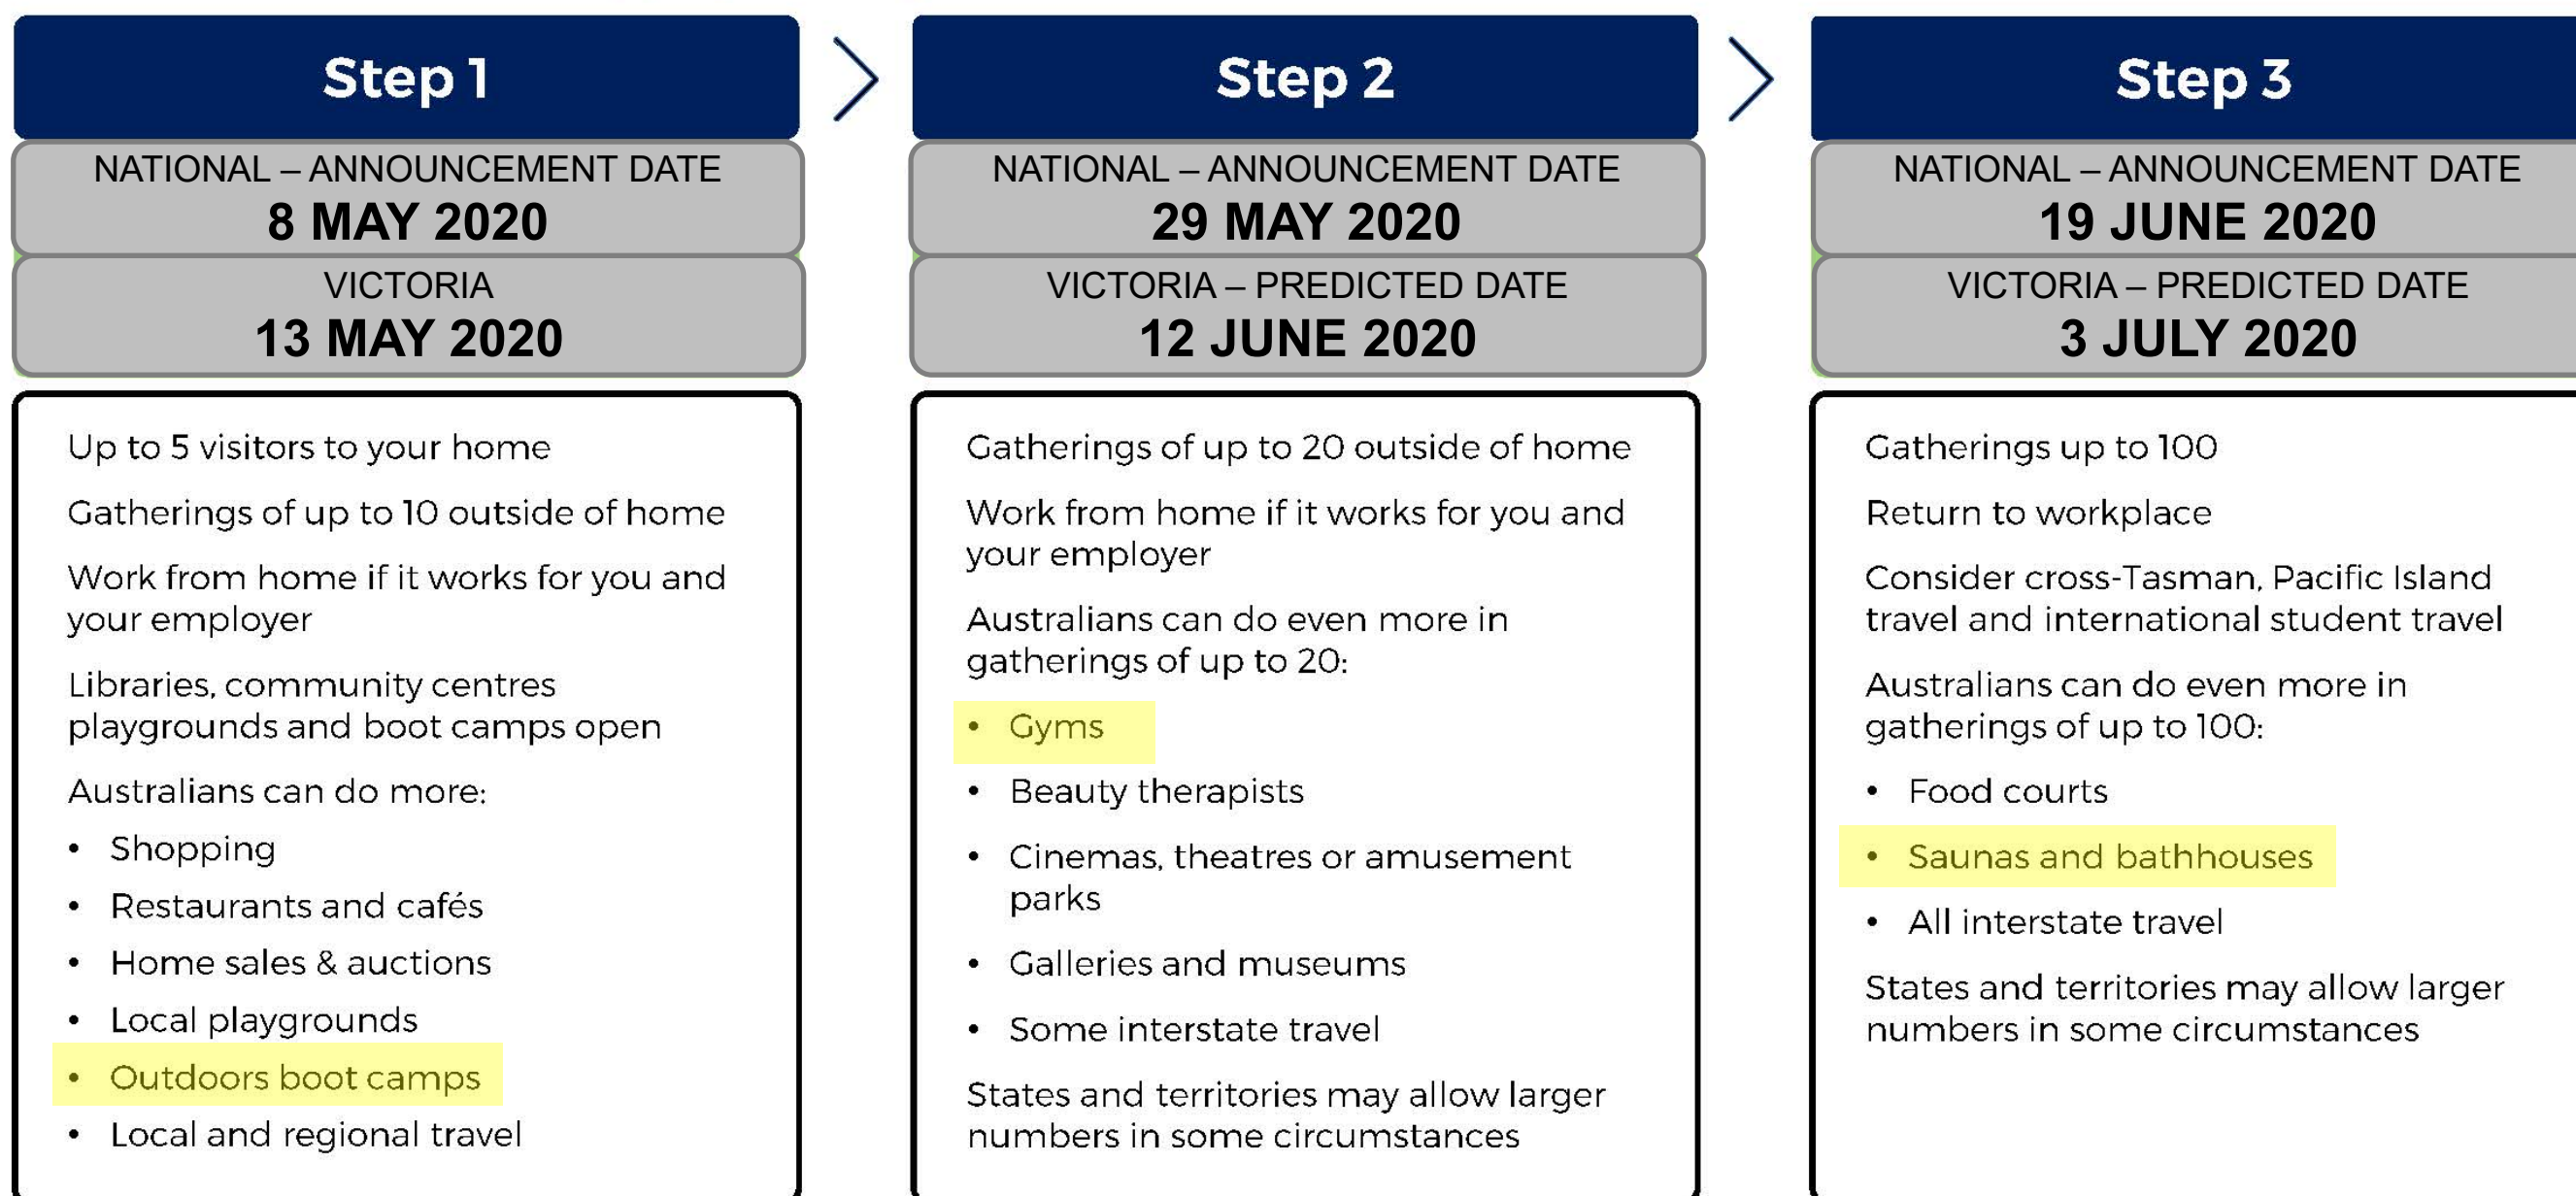 Step 1
NATIONAL – ANNOUNCEMENT DATE
8 MAY 2020
VICTORIA
13 MAY 2020
Up to 5 visitors to your home
Gatherings of up to 10 outside of home
Work from home if it works for you and
your employer
Libraries, community centres
playgrounds and boot camps open
Australians can do more:
• Shopping
• Restaurants and cafés
• Home sales & auctions
• Local playgrounds
• Outdoors boot camps
• Local and regional travel
Step 2
NATIONAL – ANNOUNCEMENT DATE
29 MAY 2020
VICTORIA – PREDICTED DATE
12 JUNE 2020
Gatherings of up to 20 outside of home
Work from home if it works for you and
your employer
Australians can do even more in
gatherings of up to 20:
• Gyms
• Beauty therapists
• Cinemas, theatres or amusement
parks
• Galleries and museums
• Some interstate travel
States and territories may allow larger
numbers in some circumstances
Step 3
NATIONAL – ANNOUNCEMENT DATE
19 JUNE 2020
VICTORIA – PREDICTED DATE
3 JULY 2020
Gatherings up to 100
Return to workplace
Consider cross-Tasman, Pacific Island
travel and international student travel
Australians can do even more in
gatherings of up to 100:
• Food courts
• Saunas and bathhouses
• All interstate travel
States and territories may allow larger
numbers in some circumstances